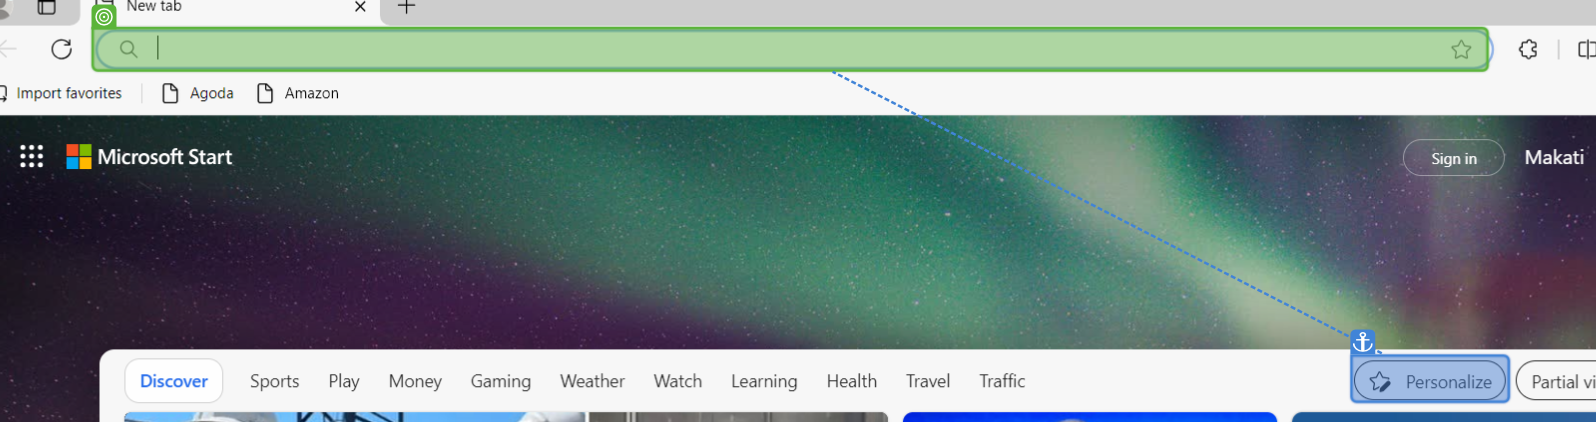 New tab
Import favorites Agoda Amazon
Microsoft Start Sign in Makati
Discover Sports Play Money Gaming Weather Watch Learning Health Travel Traffic Personalize Partial